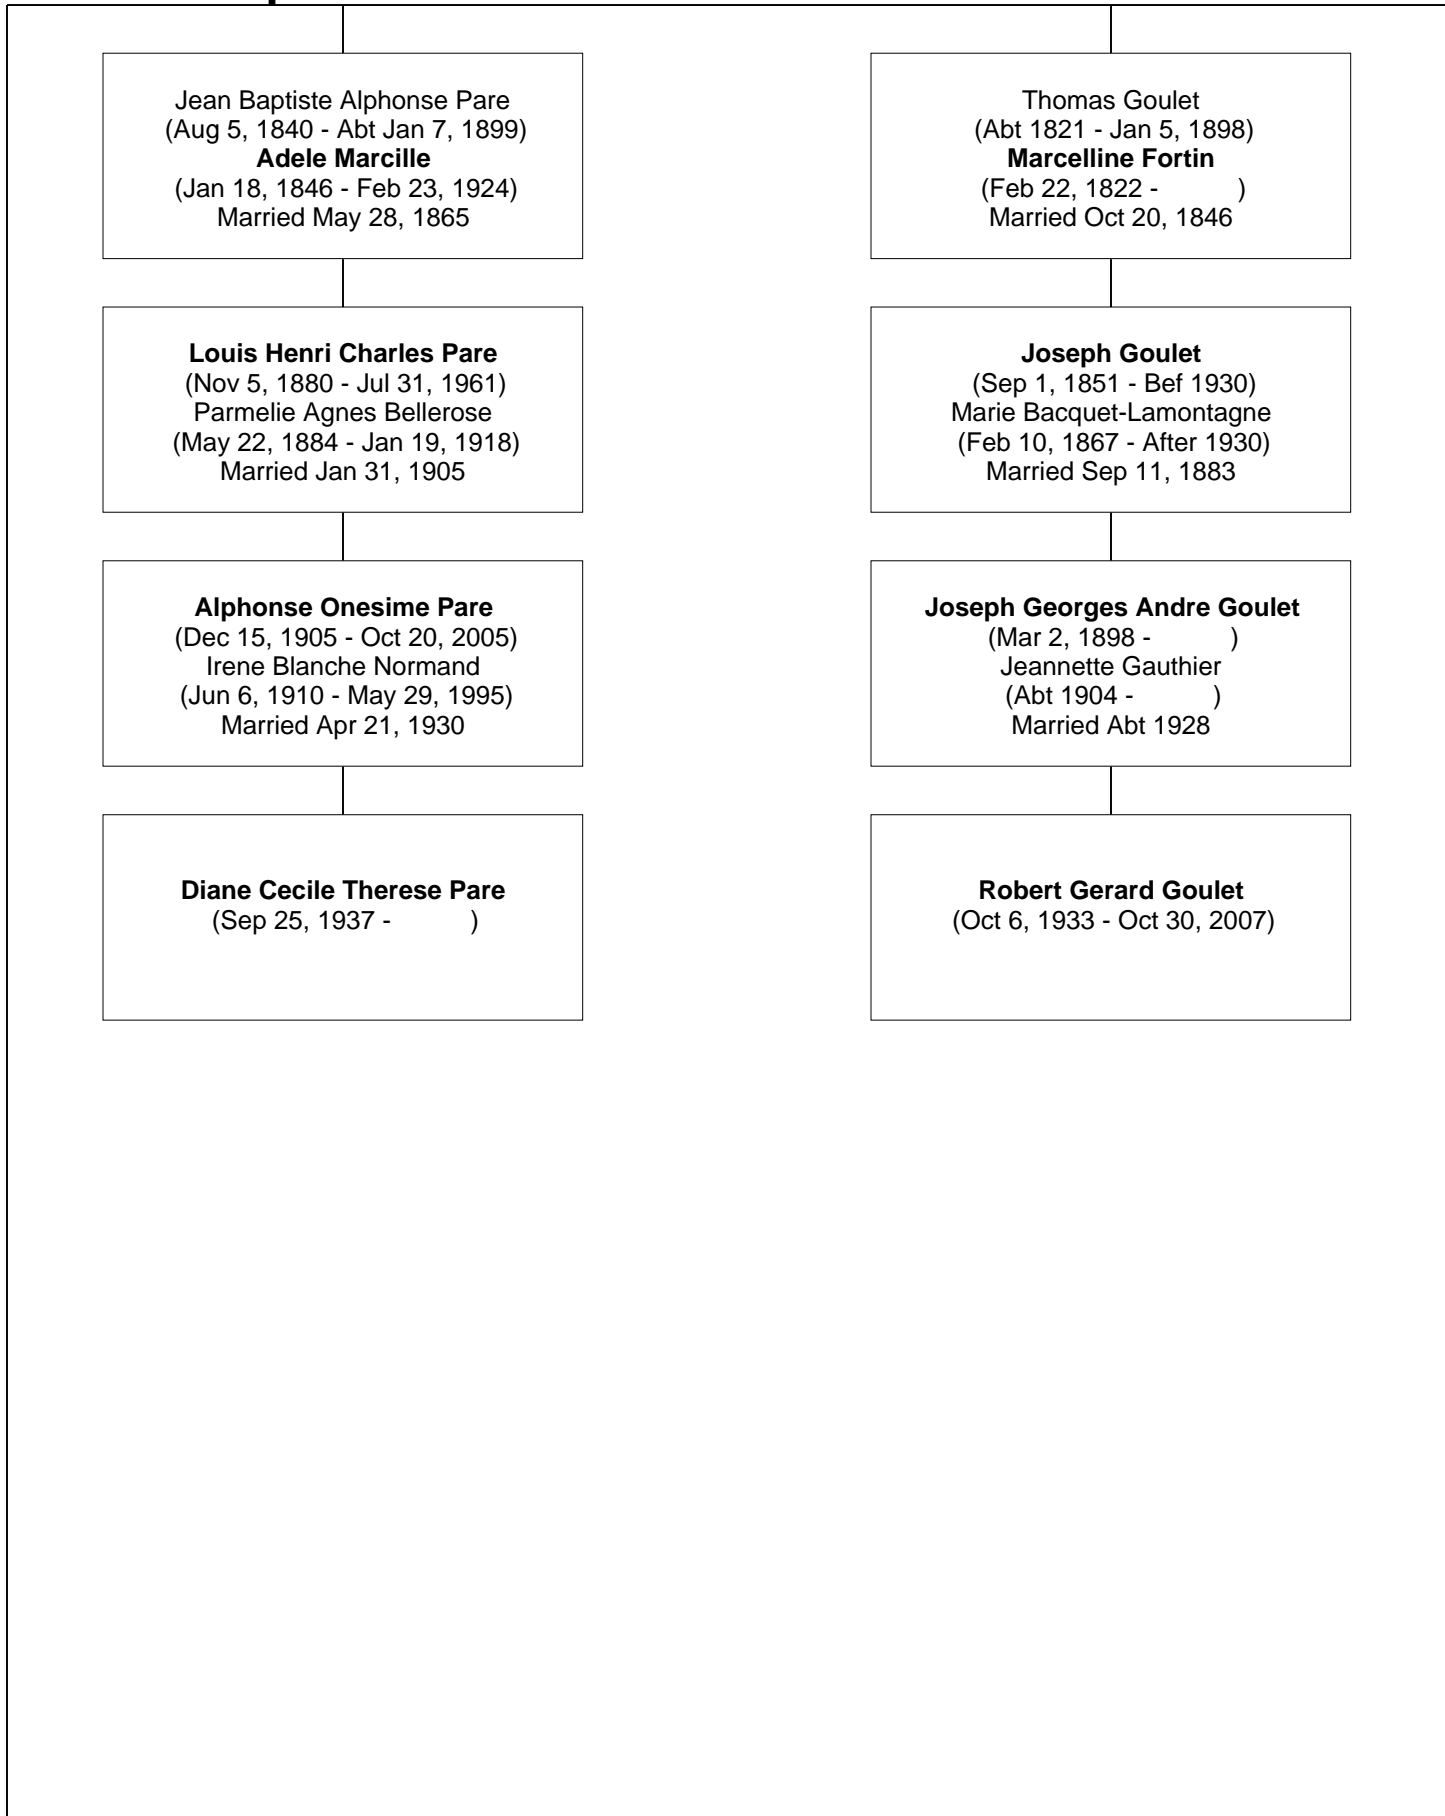 Jean Baptiste Alphonse Pare
(Aug 5, 1840 - Abt Jan 7, 1899)
Adele Marcille
(Jan 18, 1846 - Feb 23, 1924)
Married May 28, 1865
Thomas Goulet
(Abt 1821 - Jan 5, 1898)
Marcelline Fortin
(Feb 22, 1822 - )
Married Oct 20, 1846
Louis Henri Charles Pare
(Nov 5, 1880 - Jul 31, 1961)
Parmelie Agnes Bellerose
(May 22, 1884 - Jan 19, 1918)
Married Jan 31, 1905
Joseph Goulet
(Sep 1, 1851 - Bef 1930)
Marie Bacquet-Lamontagne
(Feb 10, 1867 - After 1930)
Married Sep 11, 1883
Alphonse Onesime Pare
(Dec 15, 1905 - Oct 20, 2005)
Irene Blanche Normand
(Jun 6, 1910 - May 29, 1995)
Married Apr 21, 1930
Joseph Georges Andre Goulet
(Mar 2, 1898 - )
Jeannette Gauthier
(Abt 1904 - )
Married Abt 1928
Diane Cecile Therese Pare
(Sep 25, 1937 - )
Robert Gerard Goulet
(Oct 6, 1933 - Oct 30, 2007)